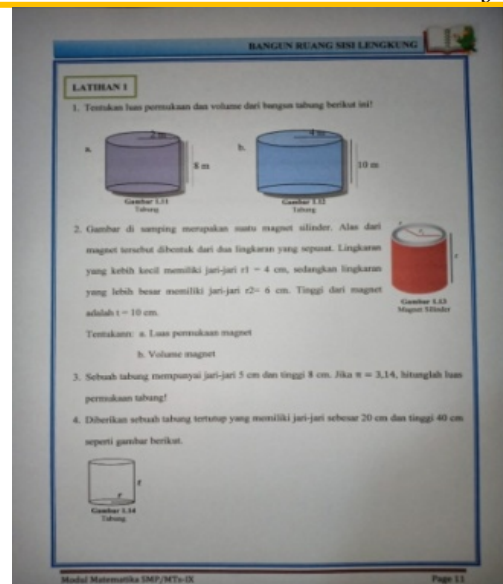 BANGUN RUANG SISI LENGKUNG
LATIHAN 1
1. Tentukan luas permukaan dan volume dari bangun tabung berikut ini!
a.
2 m
8 m
Gambar 1.11
Tabung
b.
4 m
10 m
Gambar 1.12
Tabung
2. Gambar di samping merupakan suatu magnet silinder. Alas dari
magnet tersebut dibentuk dari dua lingkaran yang sepusat. Lingkaran
yang kebih kecil memiliki jari-jari r1 = 4 cm, sedangkan lingkaran
yang lebih besar memiliki jari-jari r2= 6 cm. Tinggi dari magnet
adalah t = 10 cm.
Gambar 1.13
Magnet Silinder
Tentukann: a. Luas permukaan magnet
b. Volume magnet
3. Sebuah tabung mempunyai jari-jari 5 cm dan tinggi 8 cm. Jika π = 3,14, hitunglah luas
permukaan tabung!
4. Diberikan sebuah tabung tertutup yang memiliki jari-jari sebesar 20 cm dan tinggi 40 cm
seperti gambar berikut.
t
r
Gambar 1.14
Tabung
Modul Matematika SMP/MTs-IX
Page 11